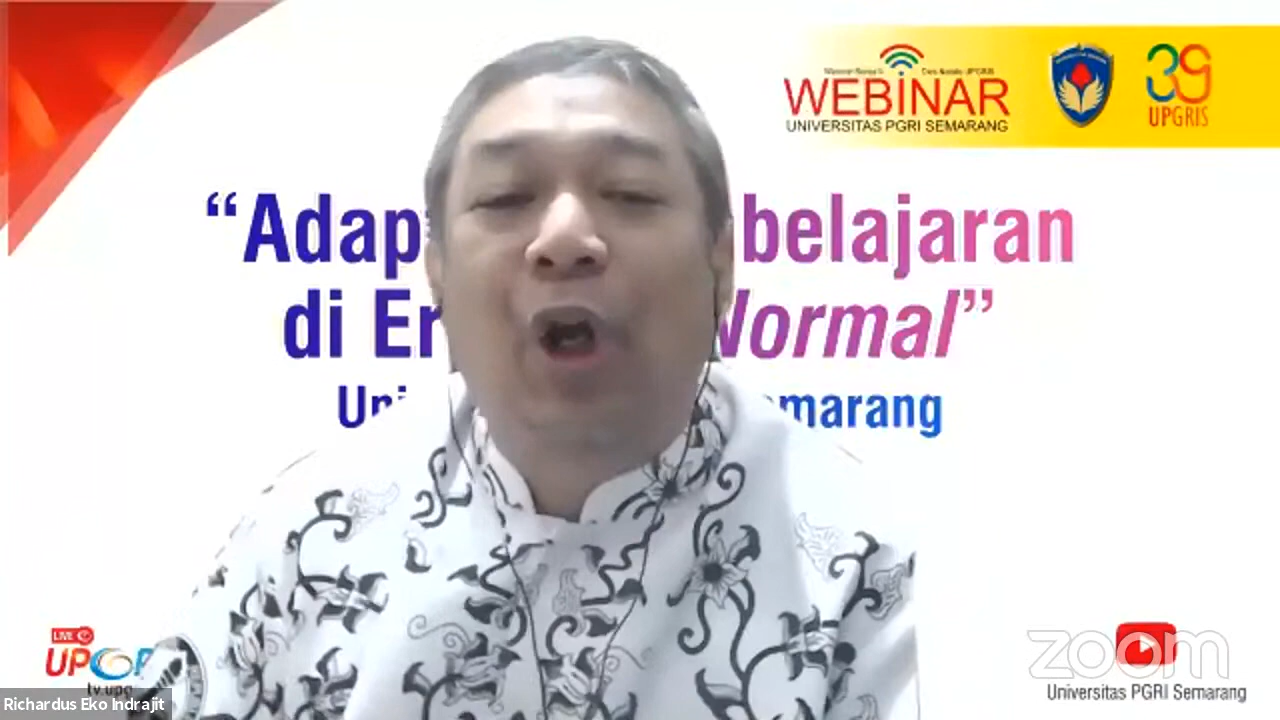 WEBINAR
UNIVERSITAS PGRI SEMARANG
39
UPGRIS
“Adap belajaran
di Er Normal”
Uni emarang
LIVE
UPG
tv.upg
Richardus Eko Indrajit
zoom
Universitas PGRI Semarang